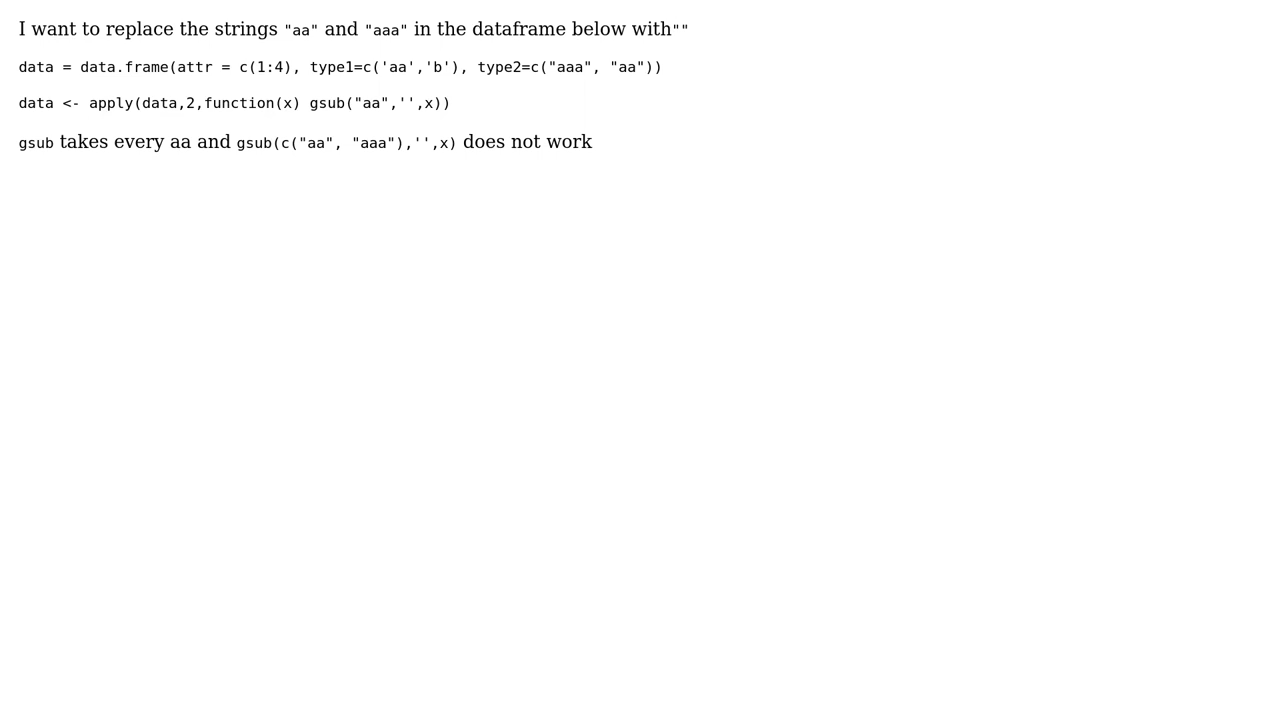 I want to replace the strings "aa" and "aaa" in the dataframe below with""
data = data.frame(attr = c(1:4), type1=c('aa','b'), type2=c("aaa", "aa"))
data <- apply(data,2,function(x) gsub("aa",'',x))
gsub takes every aa and gsub(c("aa", "aaa"),'',x) does not work